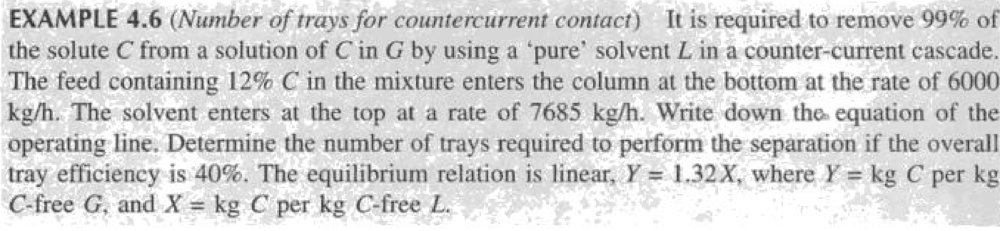 EXAMPLE 4.6 (Number of trays for countercurrent contact) It is required to remove 99% of
the solute C from a solution of C in G by using a 'pure' solvent L in a counter-current cascade.
The feed containing 12% C in the mixture enters the column at the bottom at the rate of 6000
kg/h. The solvent enters at the top at a rate of 7685 kg/h. Write down the equation of the
operating line. Determine the number of trays required to perform the separation if the overall
tray efficiency is 40%. The equilibrium relation is linear, Y = 1.32X, where Y = kg C per kg
C-free G, and X = kg C per kg C-free L.